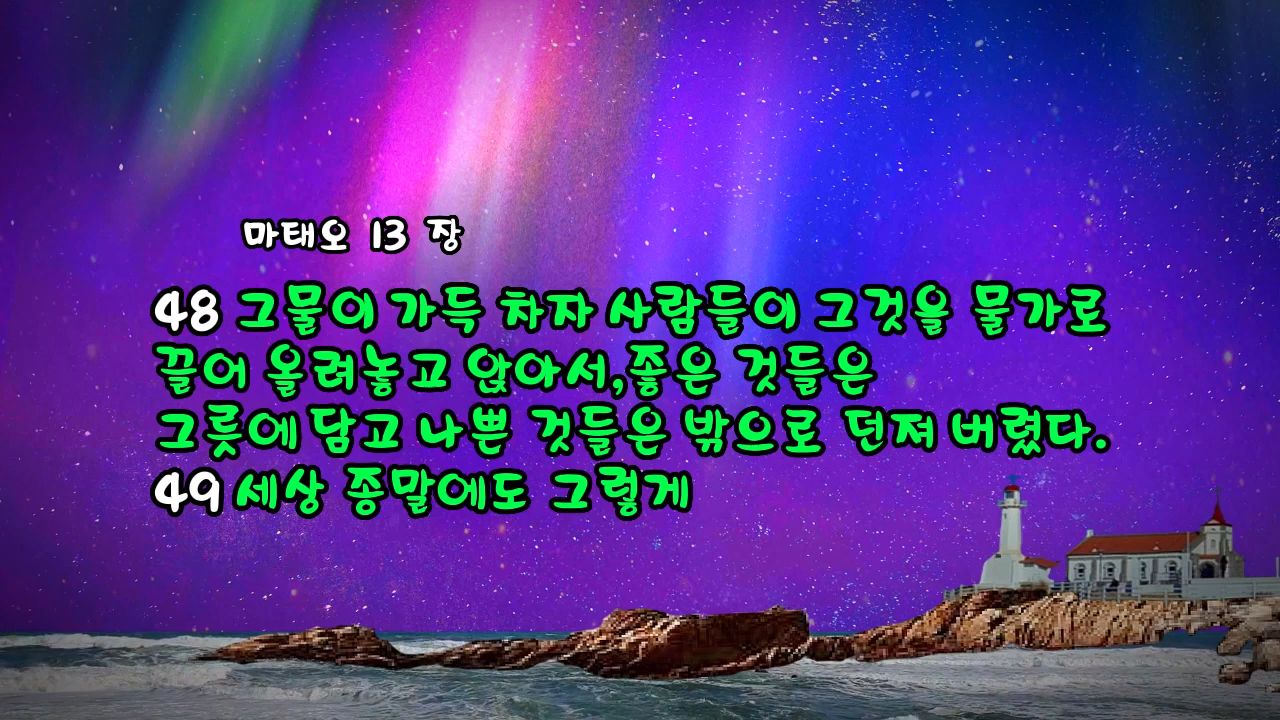 마태오 13 장
48 그물이 가득 차자 사람들이 그것을 물가로
끌어 올려놓고 앉아서,좋은 것들은
그릇에 담고 나쁜 것들은 밖으로 던져 버렸다.
49 세상 종말에도 그렇게